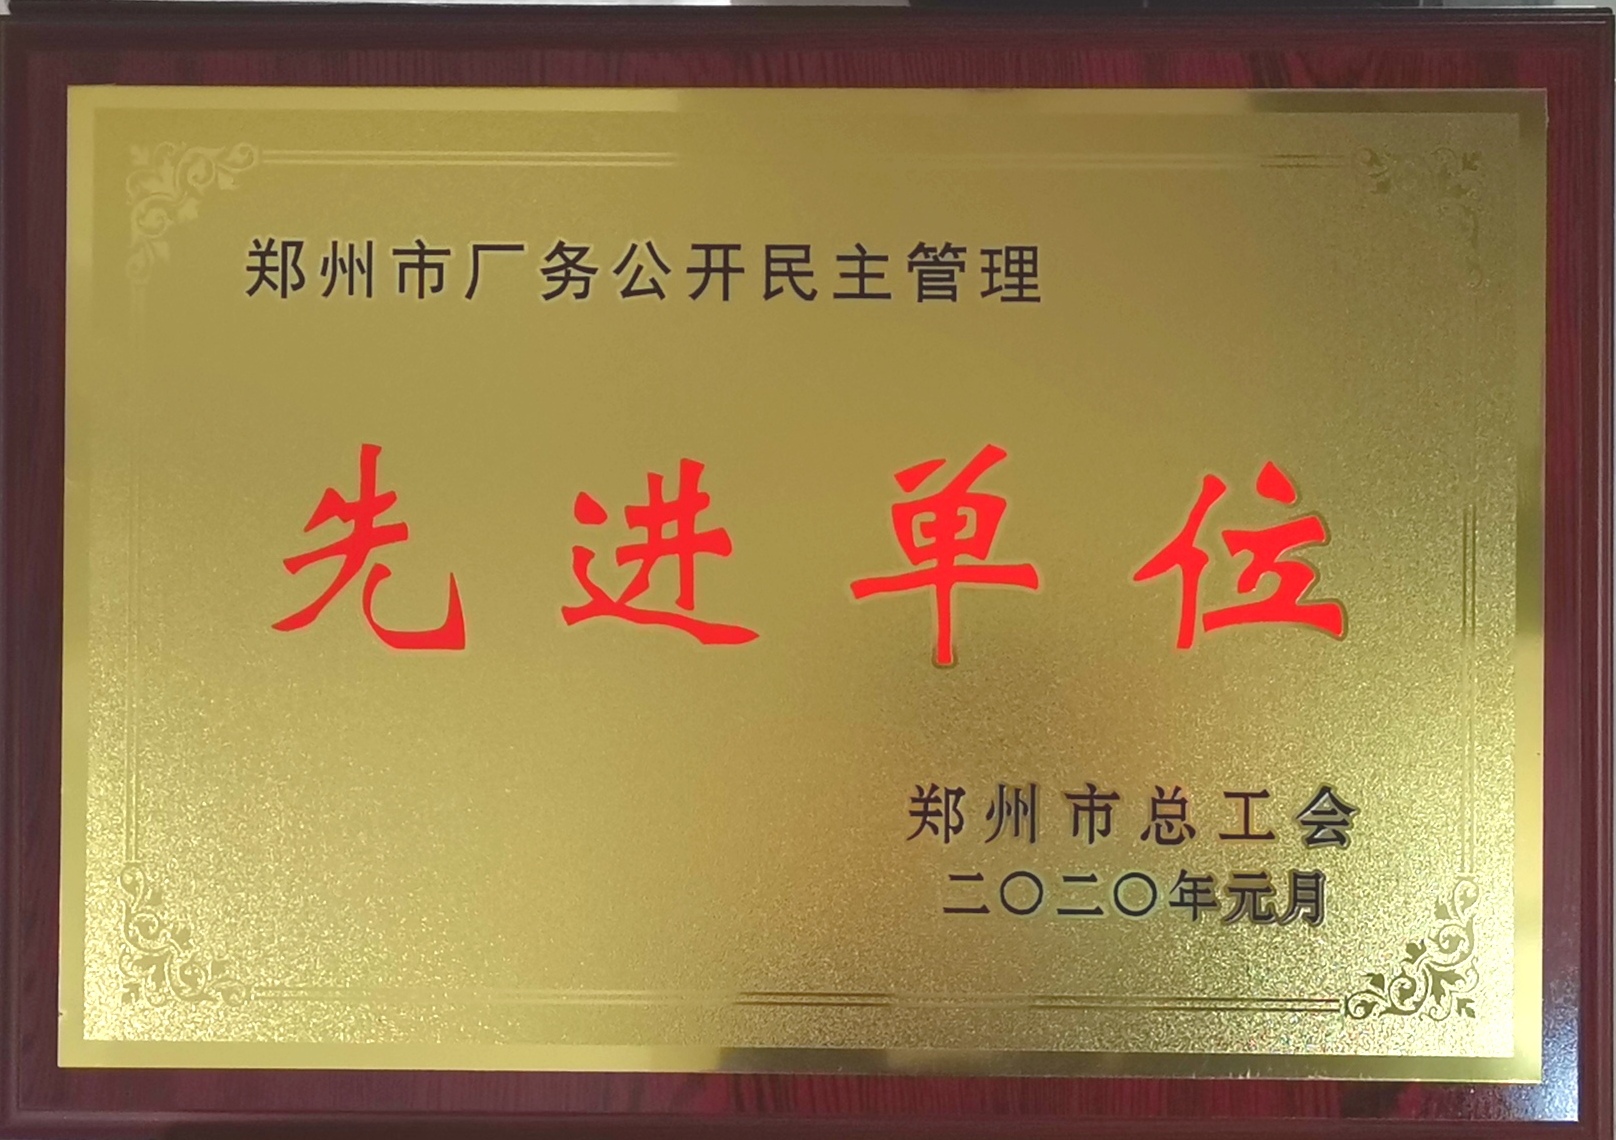 郑州市厂务公开民主管理
先进单位
郑州市总工会
二〇二〇年元月